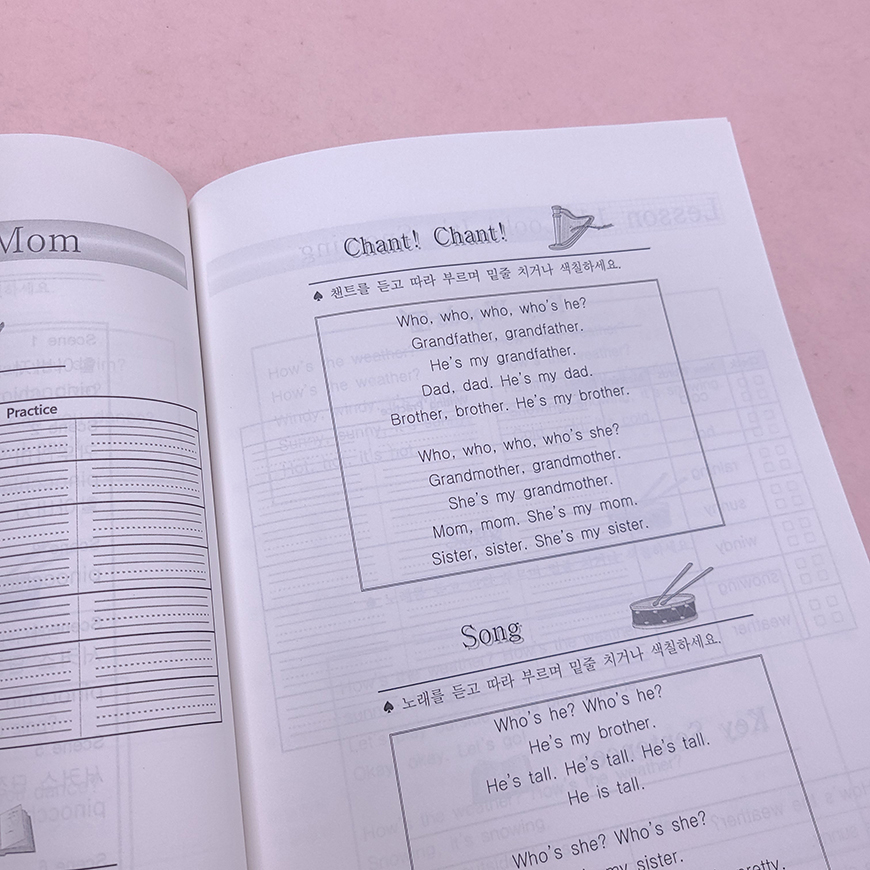 Mom
Practice
Chant! Chant!
♠ 챈트를 듣고 따라 부르며 밑줄 치거나 색칠하세요.
Who, who, who, who's he?
Grandfather, grandfather.
He's my grandfather.
Dad, dad. He's my dad.
Brother, brother. He's my brother.
Who, who, who, who's she?
Grandmother, grandmother.
She's my grandmother.
Mom, mom. She's my mom.
Sister, sister. She's my sister.
Song
♠ 노래를 듣고 따라 부르며 밑줄 치거나 색칠하세요.
Who's he? Who's he?
He's my brother.
He's tall. He's tall. He's tall.
He is tall.
Who's she? Who's she?
my sister.
pretty.